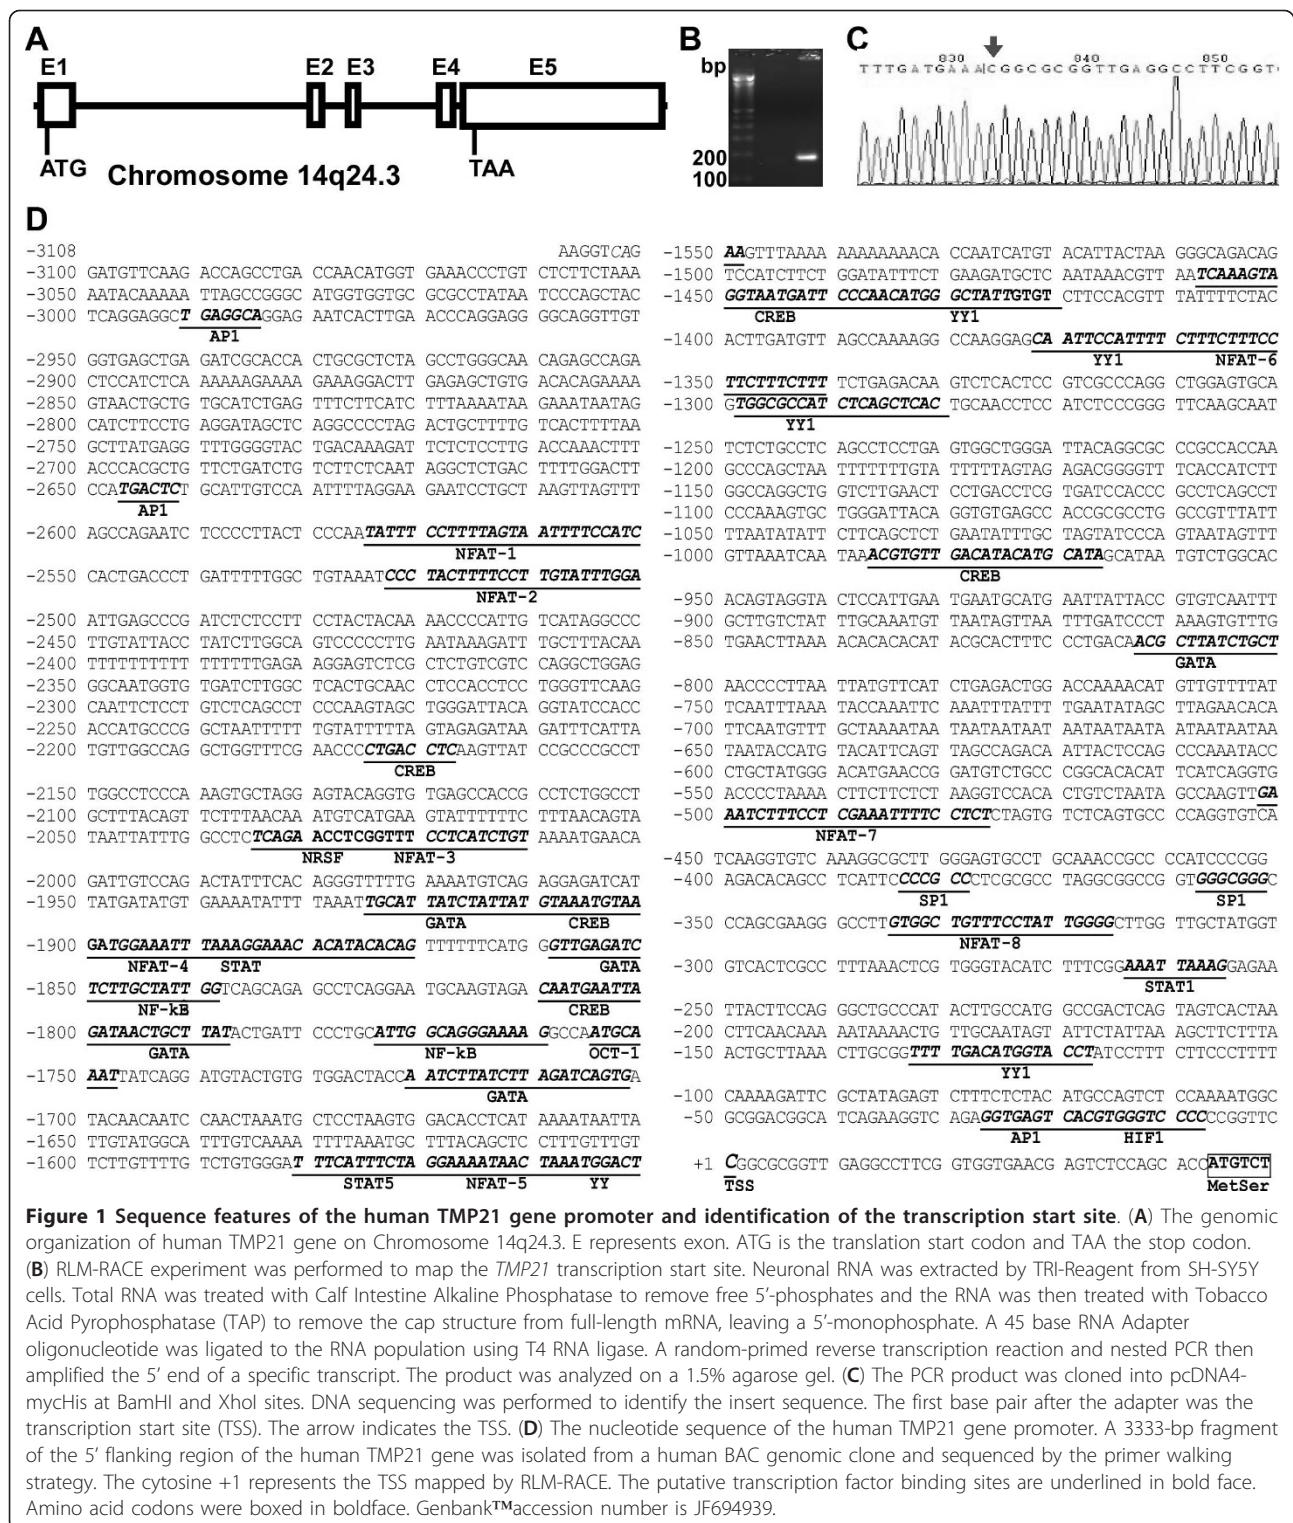 A
E1 E2 E3 E4 E5
ATG TAA
Chromosome 14q24.3
B
bp
200
100
C
830 840 850
TTTGATGAAACGGCGCGGTTGAGGCCTTCGGT
D
-3108 AAGGTCAG
-3100 GATGTTCAAG ACCAGCCTGA CCAACATGGT GAAACCCTGT CTCTTCTAAA
-3050 AATACAAAAA TTAGCCGGGC ATGGTGGTGC GCGCCTATAA TCCCAGCTAC
-3000 TCAGGAGGCT GAGGCAGGAG AATCACTTGA ACCCAGGAGG GGCAGGTTGT
AP1
-2950 GGTGAGCTGA GATCGCACCA CTGCGCTCTA GCCTGGGCAA CAGAGCCAGA
-2900 CTCCATCTCA AAAAAGAAAA GAAAGGACTT GAGAGCTGTG ACACAGAAAA
-2850 GTAACTGCTG TGCATCTGAG TTTCTTCATC TTTAAAATAA GAAATAATAG
-2800 CATCTTCCTG AGGATAGCTC AGGCCCCTAG ACTGCTTTTG TCACTTTTAA
-2750 GCTTATGAGG TTTGGGGTAC TGACAAAGAT TCTCTCCTTG ACCAAACTTT
-2700 ACCCACGCTG TTCTGATCTG TCTTCTCAAT AGGCTCTGAC TTTTGGACTT
-2650 CCATGACTCT GCATTGTCCA ATTTTAGGAA GAATCCTGCT AAGTTAGTTT
AP1
-2600 AGCCAGAATC TCCCCTTACT CCCAATATTT CCTTTTAGTA ATTTTCCATC
NFAT-1
-2550 CACTGACCCT GATTTTTGGC TGTAAATCCC TACTTTTCCT TGTATTTGGA
NFAT-2
-2500 ATTGAGCCCG ATCTCTCCTT CCTACTACAA AACCCCATTG TCATAGGCCC
-2450 TTGTATTACC TATCTTGGCA GTCCCCCTTG AATAAAGATT TGCTTTACAA
-2400 TTTTTTTTTT TTTTTTGAGA AGGAGTCTCG CTCTGTCGTC CAGGCTGGAG
-2350 GGCAATGGTG TGATCTTGGC TCACTGCAAC CTCCACCTCC TGGGTTCAAG
-2300 CAATTCTCCT GTCTCAGCCT CCCAAGTAGC TGGGATTACA GGTATCCACC
-2250 ACCATGCCCG GCTAATTTTT TGTATTTTTA GTAGAGATAA GATTTCATTA
-2200 TGTTGGCCAG GCTGGTTTCG AACCCCTGAC CCTCAAGTTAT CCGCCCGCCT
CREB
-2150 TGGCCTCCCA AAGTGCTAGG AGTACAGGTG TGAGCCACCG CCTCTGGCCT
-2100 GCTTTACAGT TCTTTAACAA ATGTCATGAA GTATTTTTTC TTTAACAGTA
-2050 TAATTATTTG GCCTCTCAGA ACCTCGGTTT CCTCATCTGT AAAATGAACA
NRSF NFAT-3
-2000 GATTGTCCAG ACTATTTCAC AGGGTTTTTG AAAATGTCAG AGGAGATCAT
-1950 TATGATATGT GAAAATATTT TAAATTGCAT TATCTATTAT GTAAATGTAA
GATA CREB
-1900 GATGGAAATT TAAAGGAAAC ACATACACAG TTTTTTCATG GGTTGAGATC
NFAT-4 STAT GATA
-1850 TCTTGCTATT GGTCAGCAGA GCCTCAGGAA TGCAAGTAGA CAATGAATTA
NF-kB CREB
-1800 GATAACTGCT TATACTGATT CCCTGCATTG GCAGGGAAAA GGCCAATGCA
GATA NF-kB OCT-1
-1750 AATTATCAGG ATGTACTGTG TGGACTACCA AATCTTATCTT AGATCAGTGA
GATA
-1700 TACAACAATC CAACTAAATG CTCCTAAGTG GACACCTCAT AAAATAATTA
-1650 TTGTATGGCA TTTGTCAAAA TTTTAAATGC TTTACAGCTC CTTTGTTTGT
-1600 TCTTGTTTTG TCTGTGGGAT TTCATTTCTA GGAAAATAAC TAAATGGACT
STAT5 NFAT-5 YY
-1550 AAGTTTAAAA AAAAAAAACA CCAATCATGT ACATTACTAA GGGCAGACAG
-1500 TCCATCTTCT GGATATTTCT GAAGATGCTC AATAAACGTT AATCAAAGTA
-1450 GGTAATGATT CCCAACATGG GCTATTGTGT CTTCCACGTT TATTTTCTAC
CREB YY1
-1400 ACTTGATGTT AGCCAAAAGG CCAAGGAGCA ATTCCATTTT CTTTCTTTCC
YY1 NFAT-6
-1350 TTCTTTCTTT TCTGAGACAA GTCTCACTCC GTCGCCCAGG CTGGAGTGCA
-1300 GTGGCGCCAT CTCAGCTCAC TGCAACCTCC ATCTCCCGGG TTCAAGCAAT
YY1
-1250 TCTCTGCCTC AGCCTCCTGA GTGGCTGGGA TTACAGGCGC CCGCCACCAA
-1200 GCCCAGCTAA TTTTTTTGTA TTTTTAGTAG AGACGGGGTT TCACCATCTT
-1150 GGCCAGGCTG GTCTTGAACT CCTGACCTCG TGATCCACCC GCCTCAGCCT
-1100 CCCAAAGTGC TGGGATTACA GGTGTGAGCC ACCGCGCCTG GCCGTTTATT
-1050 TTAATATATT CTTCAGCTCT GAATATTTGC TAGTATCCCA GTAATAGTTT
-1000 GTTAAATCAA TAAACGTGTT GACATACATG CATAGCATAA TGTCTGGCAC
CREB
-950 ACAGTAGGTA CTCCATTGAA TGAATGCATG AATTATTACC GTGTCAATTT
-900 GCTTGTCTAT TTGCAAATGT TAATAGTTAA TTTGATCCCT AAAGTGTTTG
-850 TGAACTTAAA ACACACACAT ACGCACTTTC CCTGACAACG CTTATCTGCT
GATA
-800 AACCCCTTAA TTATGTTCAT CTGAGACTGG ACCAAAACAT GTTGTTTTAT
-750 TCAATTTAAA TACCAAATTC AAATTTATTT TGAATATAGC TTAGAACACA
-700 TTCAATGTTT GCTAAAATAA TAATAATAAT AATAATAATA ATAATAATAA
-650 TAATACCATG TACATTCAGT TAGCCAGACA ATTACTCCAG CCCAAATACC
-600 CTGCTATGGG ACATGAACCG GATGTCTGCC CGGCACACAT TCATCAGGTG
-550 ACCCCTAAAA CTTCTTCTCT AAGGTCCACA CTGTCTAATA GCCAAGTTGA
-500 AATCTTTCCT CGAAATTTTC CTCTCTAGTG TCTCAGTGCC CCAGGTGTCA
NFAT-7
-450 TCAAGGTGTC AAAGGCGCTT GGGAGTGCCT GCAAACCGCC CCATCCCCGG
-400 AGACACAGCC TCATTCCCCG CCCTCGCGCC TAGGCGGCCG GTGGGCGGGC
SP1 SP1
-350 CCAGCGAAGG GCCTTGTGGC TGTTTCCTAT TGGGGCTTGG TTGCTATGGT
NFAT-8
-300 GTCACTCGCC TTTAAACTCG TGGGTACATC TTTCGGAAAT TAAAGGAGAA
STAT1
-250 TTACTTCCAG GGCTGCCCAT ACTTGCCATG GCCGACTCAG TAGTCACTAA
-200 CTTCAACAAA AATAAAACTG TTGCAATAGT ATTCTATTAA AGCTTCTTTA
-150 ACTGCTTAAA CTTGCGGTTT TGACATGGTA CCTATCCTTT CTTCCCTTTT
YY1
-100 CAAAAGATTC GCTATAGAGT CTTTCTCTAC ATGCCAGTCT CCAAAATGGC
-50 GCGGACGGCA TCAGAAGGTC AGAGGTGAGT CACGTGGGTC CCCCCGGTTC
AP1 HIF1
+1 CGGCGCGGTT GAGGCCTTCG GTGGTGAACG AGTCTCCAGC ACCATGTCT
TSS MetSer
Figure 1 Sequence features of the human TMP21 gene promoter and identification of the transcription start site. (A) The genomic
organization of human TMP21 gene on Chromosome 14q24.3. E represents exon. ATG is the translation start codon and TAA the stop codon.
(B) RLM-RACE experiment was performed to map the TMP21 transcription start site. Neuronal RNA was extracted by TRI-Reagent from SH-SY5Y
cells. Total RNA was treated with Calf Intestine Alkaline Phosphatase to remove free 5'-phosphates and the RNA was then treated with Tobacco
Acid Pyrophosphatase (TAP) to remove the cap structure from full-length mRNA, leaving a 5'-monophosphate. A 45 base RNA Adapter
oligonucleotide was ligated to the RNA population using T4 RNA ligase. A random-primed reverse transcription reaction and nested PCR then
amplified the 5' end of a specific transcript. The product was analyzed on a 1.5% agarose gel. (C) The PCR product was cloned into pcDNA4-
mycHis at BamHI and XhoI sites. DNA sequencing was performed to identify the insert sequence. The first base pair after the adapter was the
transcription start site (TSS). The arrow indicates the TSS. (D) The nucleotide sequence of the human TMP21 gene promoter. A 3333-bp fragment
of the 5' flanking region of the human TMP21 gene was isolated from a human BAC genomic clone and sequenced by the primer walking
strategy. The cytosine +1 represents the TSS mapped by RLM-RACE. The putative transcription factor binding sites are underlined in bold face.
Amino acid codons were boxed in boldface. Genbank™accession number is JF694939.